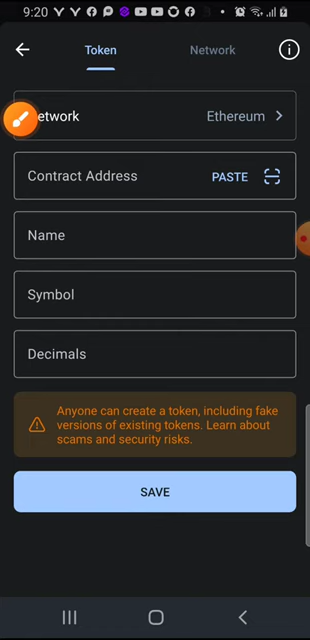 9:20
Token Network
etwork Ethereum
Contract Address PASTE
Name
Symbol
Decimals
Anyone can create a token, including fake
versions of existing tokens. Learn about
scams and security risks.
SAVE